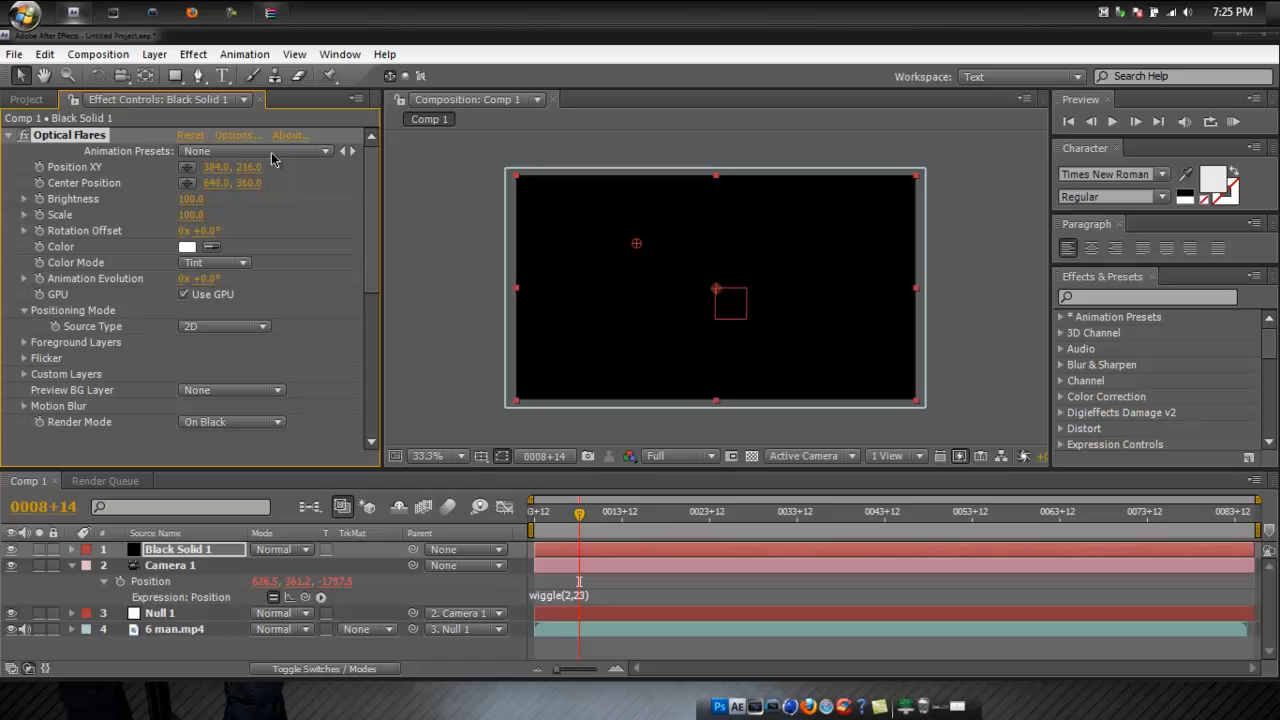 7:25 PM
Adobe After Effects - Untitled Project.aep *
File Edit Composition Layer Effect Animation View Window Help
Workspace: Text Search Help
Project Effect Controls: Black Solid 1 Composition: Comp 1 Preview
Comp 1 • Black Solid 1 Comp 1
Optical Flares Reset Options... About...
Animation Presets: None
Position XY 384.0, 216.0
Center Position 640.0, 360.0
Brightness 100.0
Scale 100.0
Rotation Offset 0x +0.0°
Color
Color Mode Tint
Animation Evolution 0x +0.0°
GPU Use GPU
Positioning Mode
Source Type 2D
Foreground Layers
Flicker
Custom Layers
Preview BG Layer None
Motion Blur
Render Mode On Black
33.3% 0008+14 Full Active Camera 1 View
Character
Times New Roman
Regular
Paragraph
Effects & Presets
* Animation Presets
3D Channel
Audio
Blur & Sharpen
Channel
Color Correction
Digieffects Damage v2
Distort
Expression Controls
Comp 1 Render Queue
0008+14
3+12 0013+12 0023+12 0033+12 0043+12 0053+12 0063+12 0073+12 0083+12
# Source Name Mode T TrkMat Parent
1 Black Solid 1 Normal None
2 Camera 1 None
Position 626.5, 361.2, -1787.5
Expression: Position wiggle(2,23)
3 Null 1 Normal 2. Camera 1
4 6 man.mp4 Normal None 3. Null 1
Toggle Switches / Modes
Ps AE